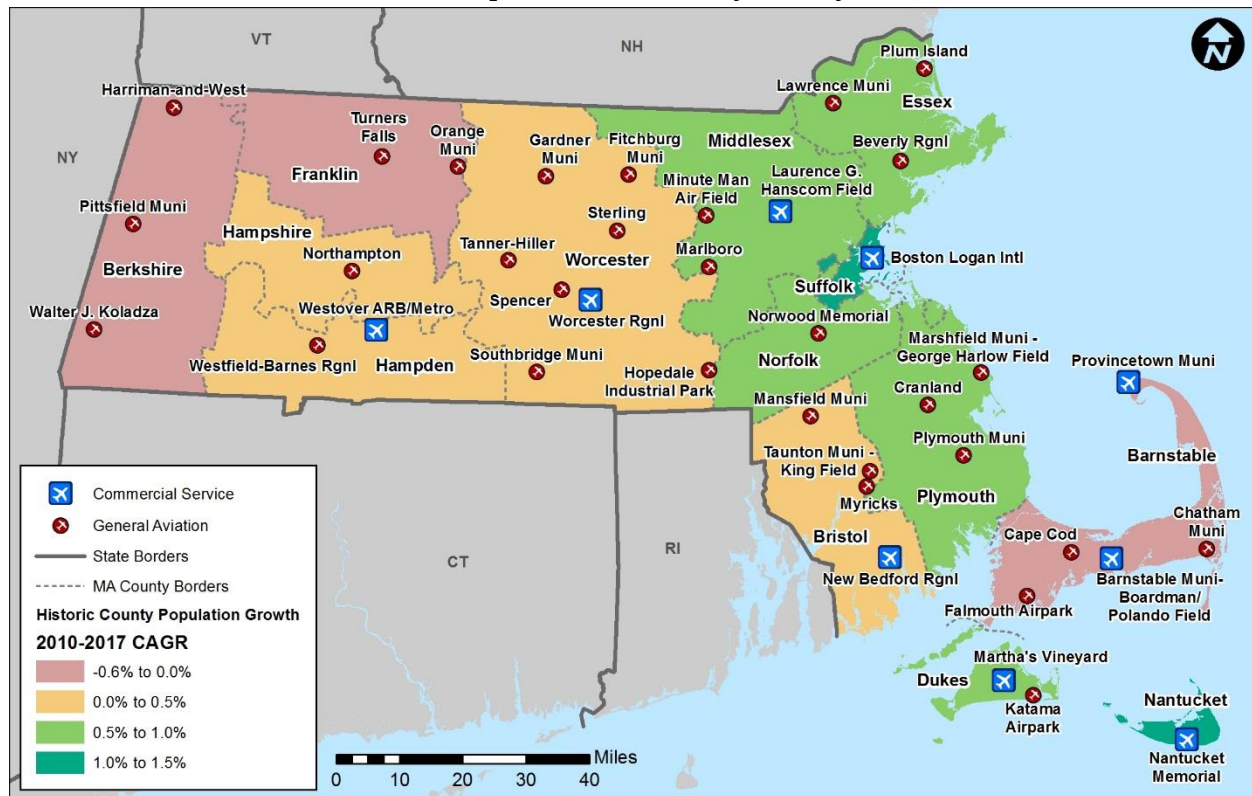 VT
NH
NY
CT
RI
N
Harriman-and-West
Turners
Falls
Orange
Muni
Franklin
Pittsfield Muni
Berkshire
Walter J. Koladza
Hampshire
Northampton
Westover ARB/Metro
Westfield-Barnes Rgnl
Hampden
Gardner
Muni
Fitchburg
Muni
Sterling
Tanner-Hiller
Worcester
Spencer
Worcester Rgnl
Southbridge Muni
Hopedale
Industrial Park
Plum Island
Lawrence Muni
Essex
Middlesex
Beverly Rgnl
Laurence G.
Hanscom Field
Minute Man
Air Field
Marlboro
Boston Logan Intl
Suffolk
Norwood Memorial
Norfolk
Marshfield Muni -
George Harlow Field
Cranland
Plymouth Muni
Plymouth
Mansfield Muni
Taunton Muni -
King Field
Myricks
Bristol
New Bedford Rgnl
Provincetown Muni
Barnstable
Chatham
Muni
Cape Cod
Barnstable Muni-
Boardman/
Polando Field
Falmouth Airpark
Martha's Vineyard
Dukes
Katama
Airpark
Nantucket
Nantucket
Memorial
Commercial Service
General Aviation
State Borders
MA County Borders
Historic County Population Growth
2010-2017 CAGR
-0.6% to 0.0%
0.0% to 0.5%
0.5% to 1.0%
1.0% to 1.5%
Miles
0 10 20 40